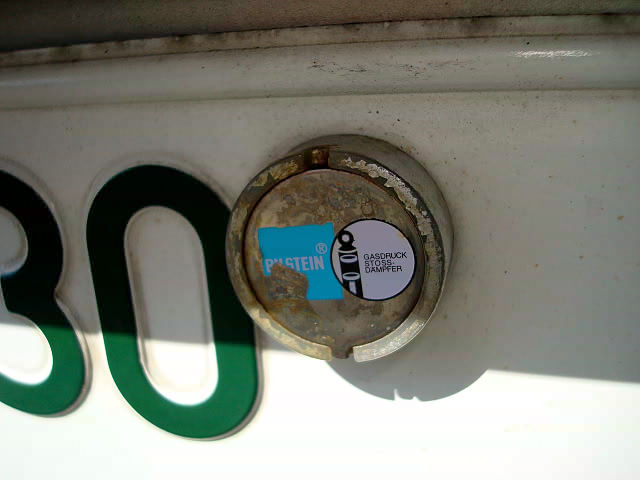 30
BILSTEIN®
GASDRUCK
STOSS-
DÄMPFER